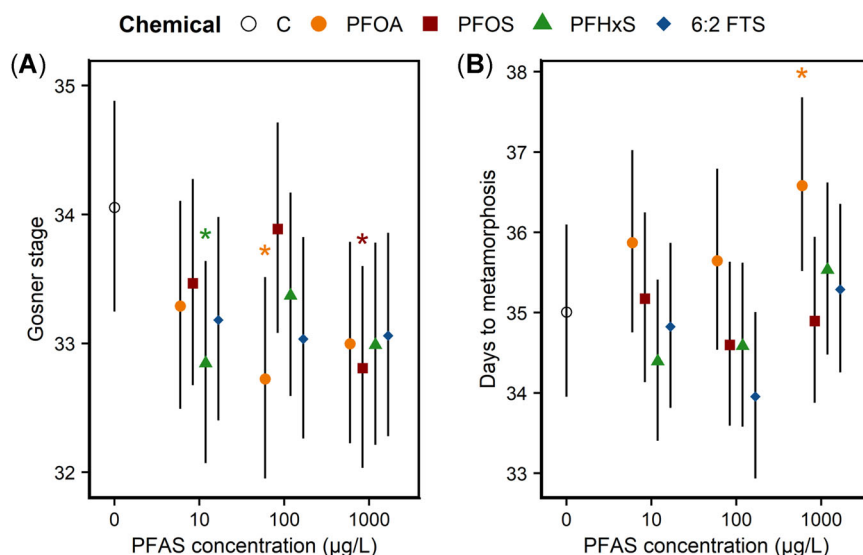 Chemical C PFOA PFOS PFHxS 6:2 FTS
(A)
Gosner stage
35
34
33
32
* * *
0 10 100 1000
PFAS concentration (µg/L)
(B)
Days to metamorphosis
38
37
36
35
34
33
*
0 10 100 1000
PFAS concentration (µg/L)